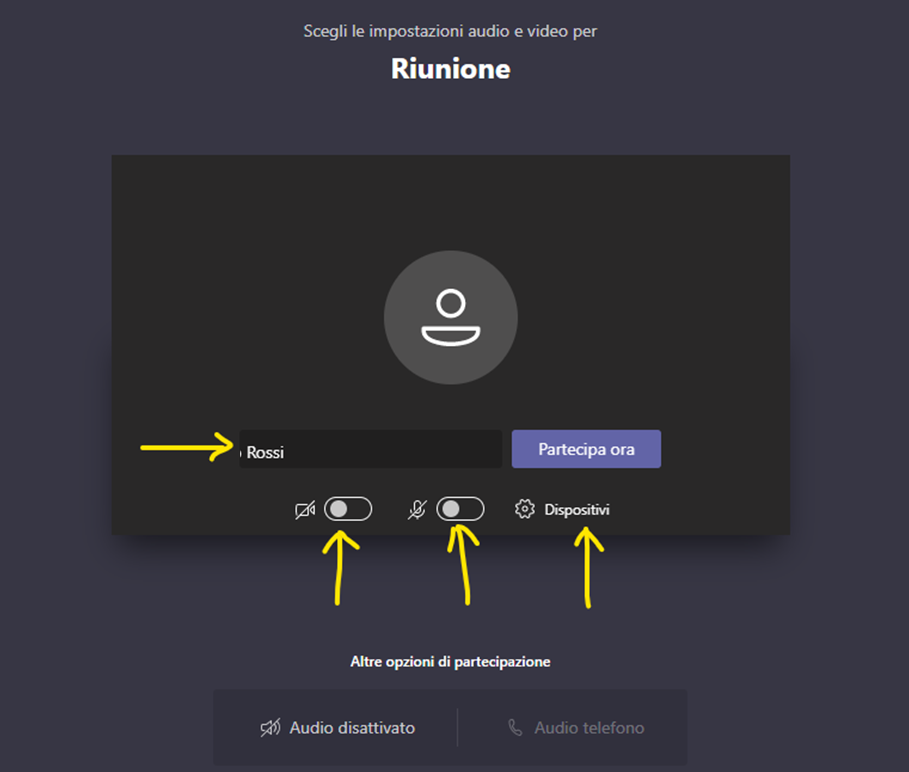 Scegli le impostazioni audio e video per
Riunione
Rossi
Partecipa ora
Dispositivi
Altre opzioni di partecipazione
Audio disattivato
Audio telefono